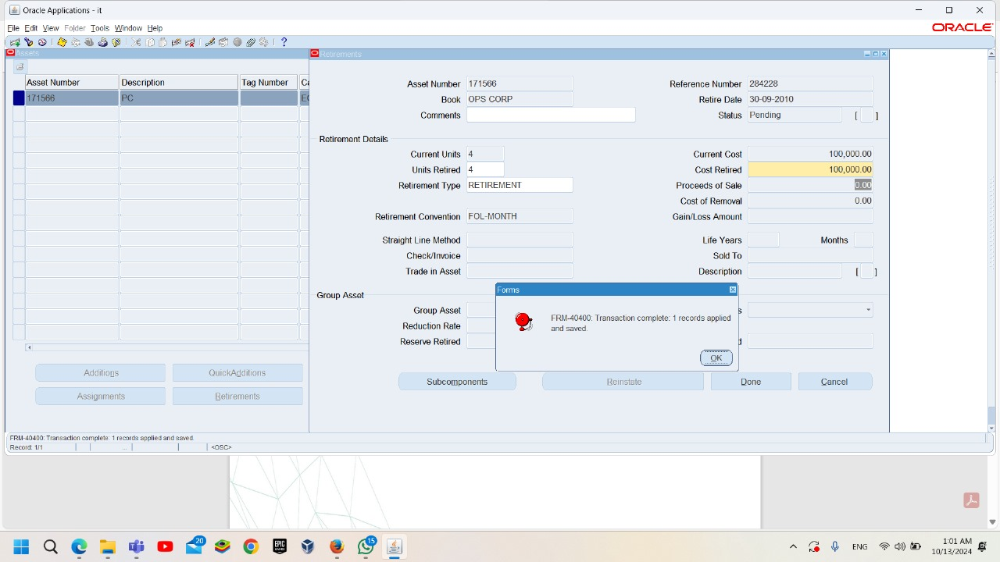 Oracle Applications - it
File Edit View Folder Tools Window Help
ORACLE
Assets
Asset Number Description Tag Number Ca
171566 PC EC
Additions QuickAdditions
Assignments Retirements
Retirements
Asset Number 171566 Reference Number 284228
Book OPS CORP Retire Date 30-09-2010
Comments Status Pending [ ]
Retirement Details
Current Units 4 Current Cost 100,000.00
Units Retired 4 Cost Retired 100,000.00
Retirement Type RETIREMENT Proceeds of Sale 0.00
Cost of Removal 0.00
Retirement Convention FOL-MONTH Gain/Loss Amount
Straight Line Method Life Years Months
Check/Invoice Sold To
Trade in Asset Description [ ]
Group Asset
Group Asset s
Reduction Rate
Reserve Retired d
Forms
FRM-40400: Transaction complete: 1 records applied
and saved.
OK
Subcomponents Reinstate Done Cancel
FRM-40400: Transaction complete: 1 records applied and saved.
Record: 1/1 ... <OSC>
20
EPIC
GAMES
15
ENG
1:01 AM
10/13/2024